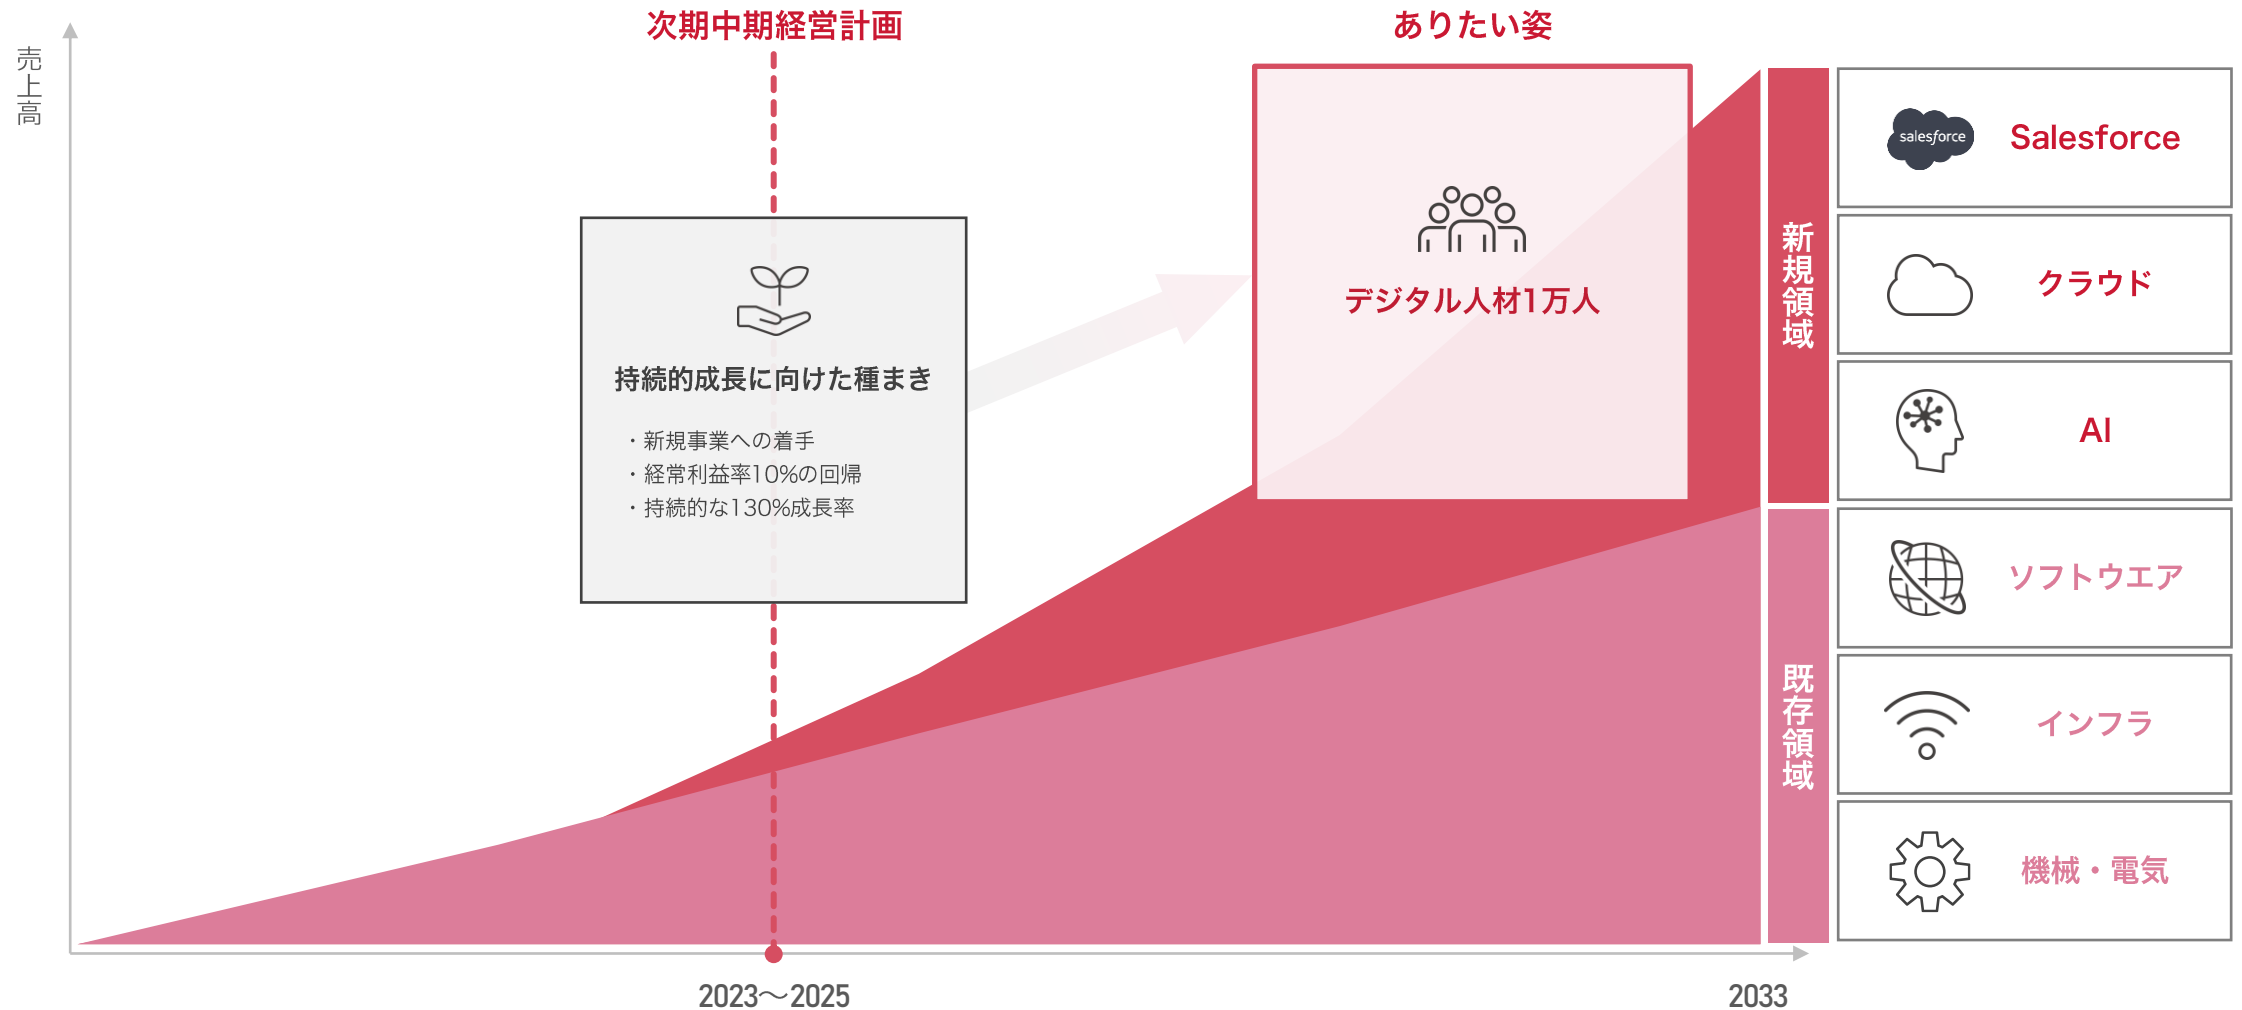 次期中期経営計画
ありたい姿
売上高
持続的成長に向けた種まき
・新規事業への着手
・経常利益率10%の回帰
・持続的な130%成長率
デジタル人材1万人
新規領域
salesforce
Salesforce
クラウド
AI
既存領域
ソフトウエア
インフラ
機械・電気
2023～2025
2033